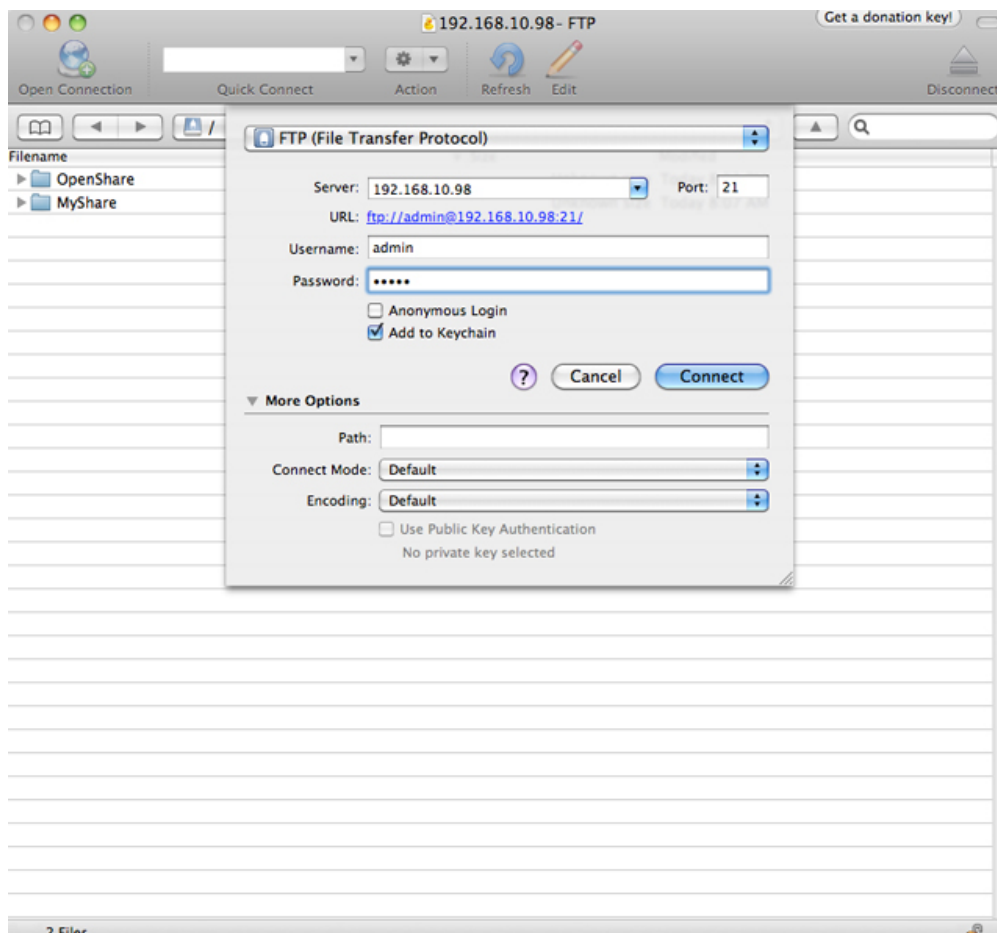 192.168.10.98- FTP
Get a donation key!
Open Connection
Quick Connect
Action
Refresh
Edit
Disconnect
/
FTP (File Transfer Protocol)
Filename
OpenShare
MyShare
Server: 192.168.10.98 Port: 21
URL: ftp://admin@192.168.10.98:21/
Username: admin
Password: •••••
Anonymous Login
Add to Keychain
? Cancel Connect
More Options
Path:
Connect Mode: Default
Encoding: Default
Use Public Key Authentication
No private key selected
2 Files